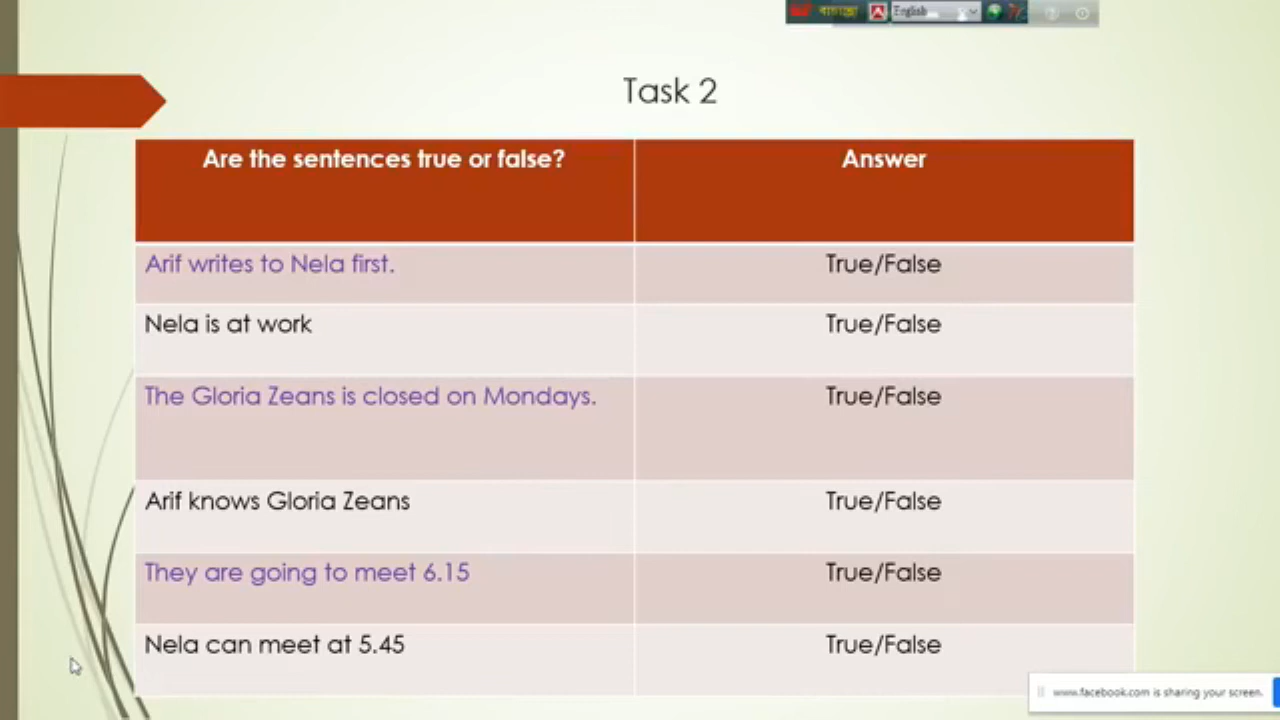 English
Task 2
Are the sentences true or false? Answer
Arif writes to Nela first. True/False
Nela is at work True/False
The Gloria Zeans is closed on Mondays. True/False
Arif knows Gloria Zeans True/False
They are going to meet 6.15 True/False
Nela can meet at 5.45 True/False
www.facebook.com is sharing your screen.